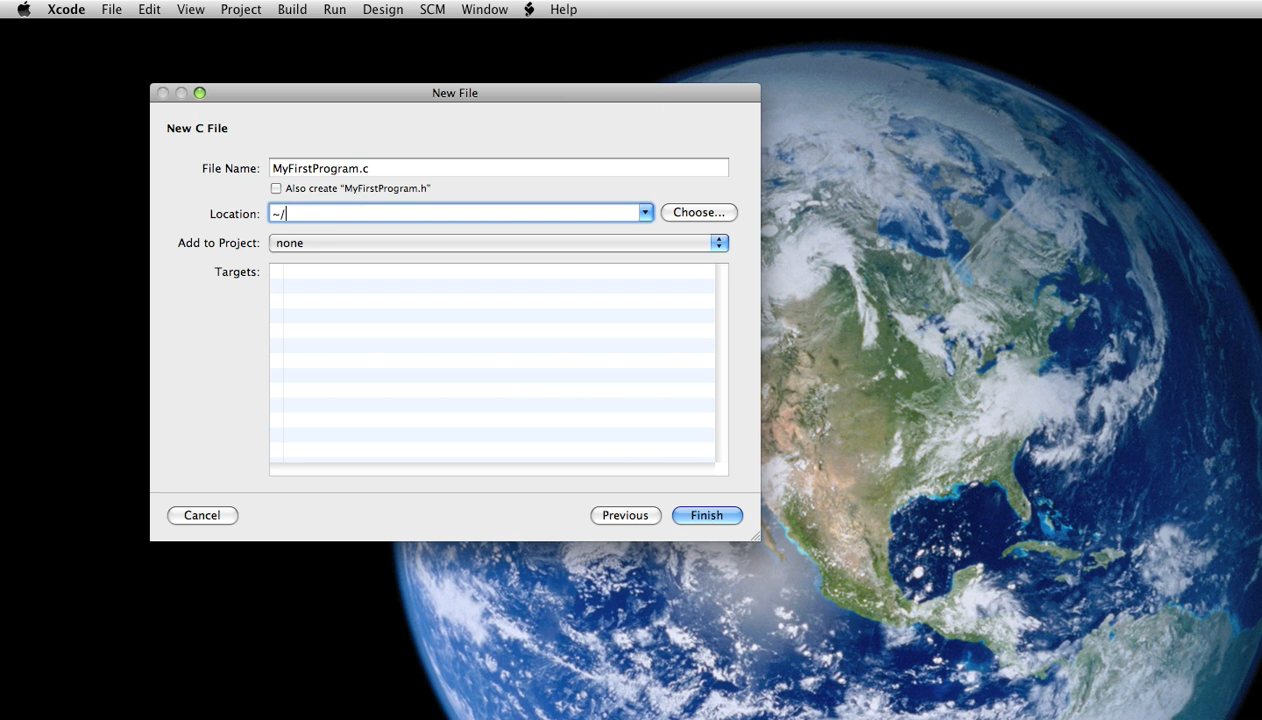 Xcode File Edit View Project Build Run Design SCM Window Help
New File
New C File
File Name: MyFirstProgram.c
Also create "MyFirstProgram.h"
Location: ~/ Choose...
Add to Project: none
Targets:
Cancel Previous Finish